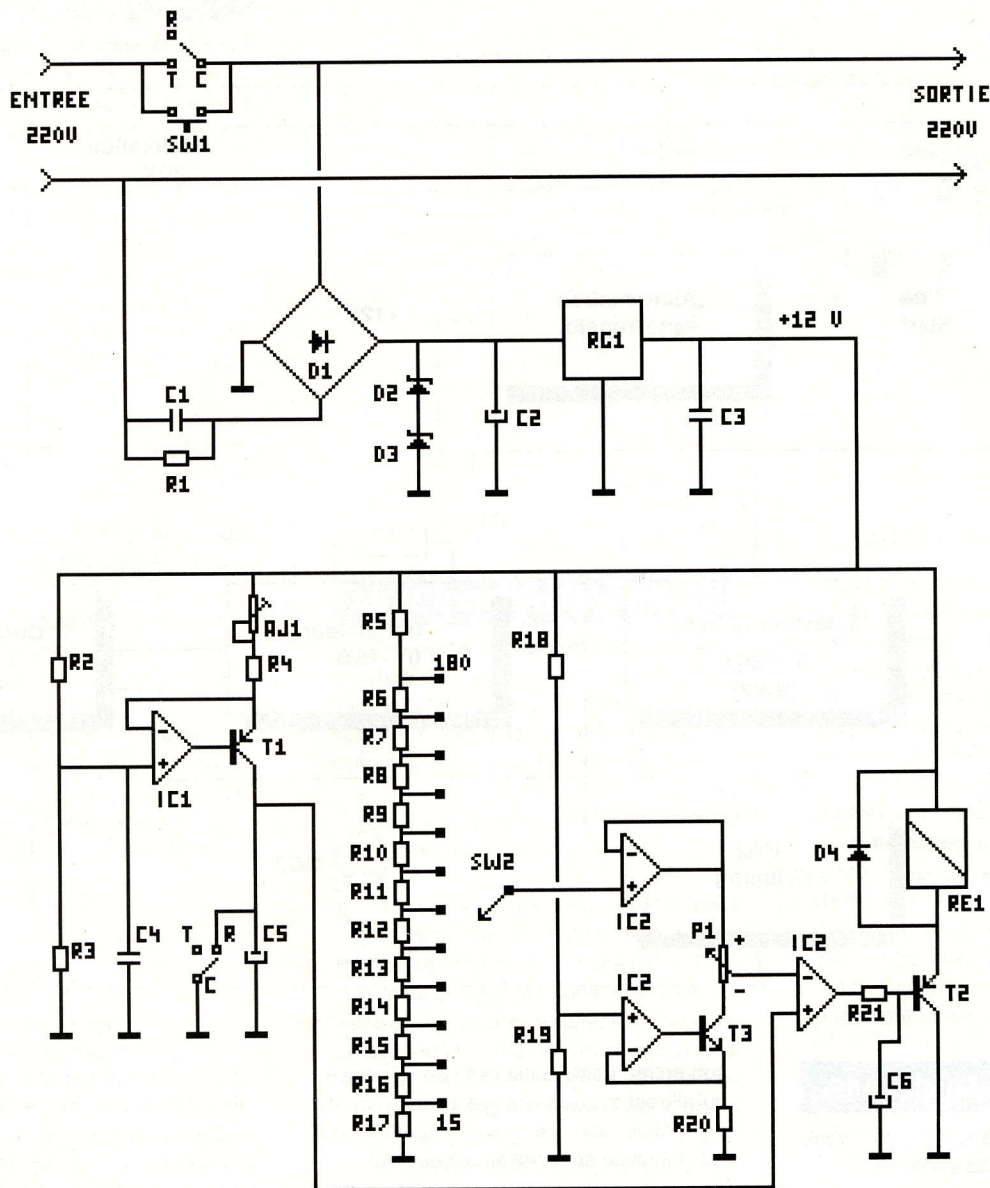 R
T C
ENTREE
220V
SW1
SORTIE
220V
D1
C1
R1
D2
D3
C2
RG1
+12 V
C3
R2
AJ1
R4
R5
180
R18
-
+
T1
IC1
R6
R7
R8
R9
R10
R11
R12
R13
R14
R15
R16
R17
15
R3
C4
T
R
C
C5
SW2
-
+
IC2
P1
+
-
D4
RE1
IC2
+
-
T3
R19
R20
IC2
-
+
R21
T2
C6